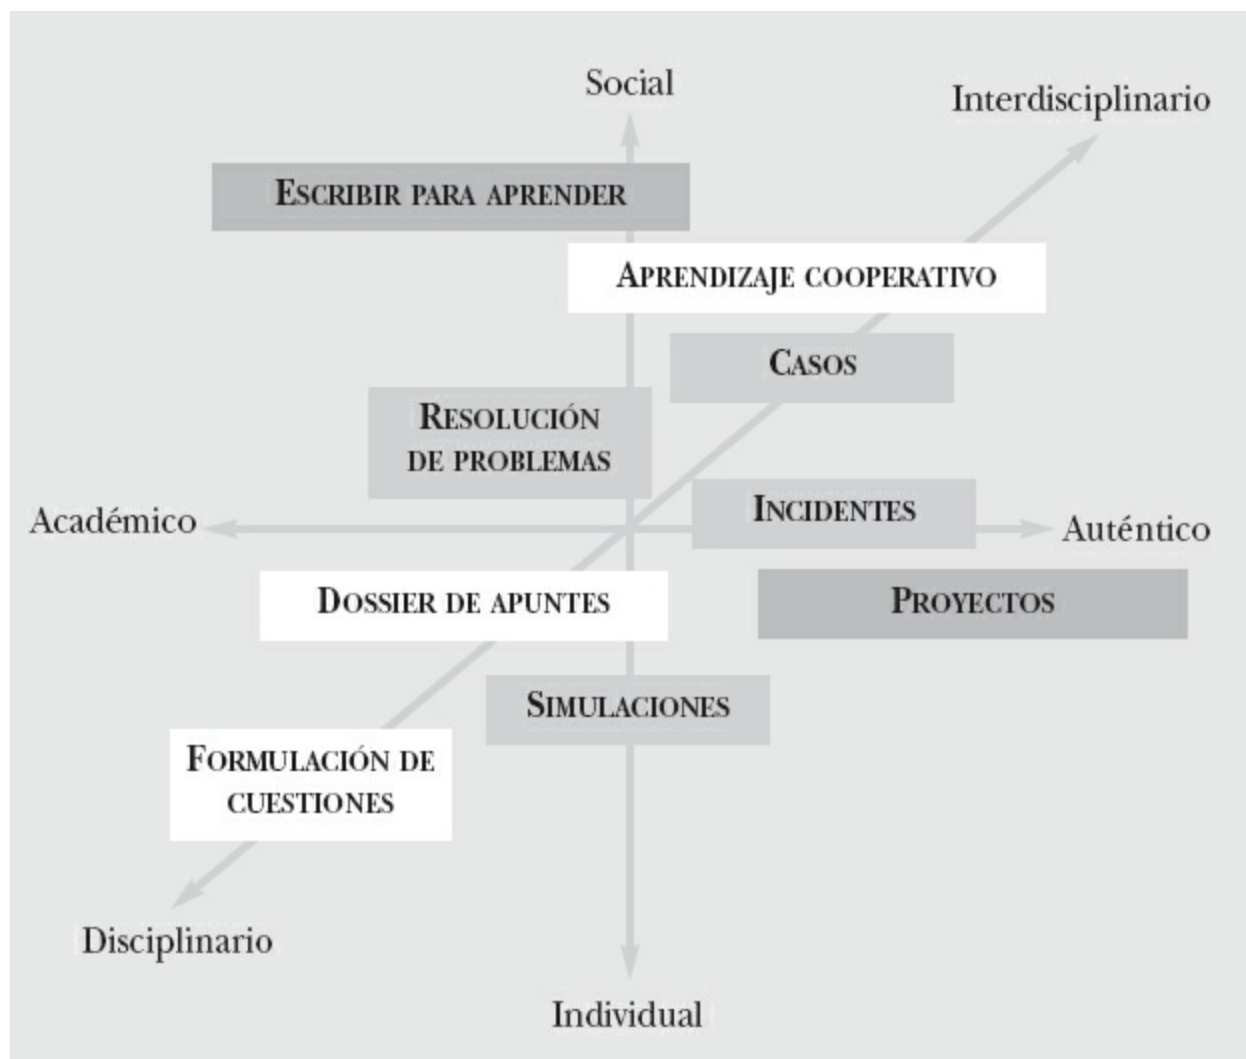 Social
Interdisciplinario
ESCRIBIR PARA APRENDER
APRENDIZAJE COOPERATIVO
CASOS
RESOLUCIÓN
DE PROBLEMAS
INCIDENTES
Académico
Auténtico
DOSSIER DE APUNTES
PROYECTOS
SIMULACIONES
FORMULACIÓN DE
CUESTIONES
Disciplinario
Individual